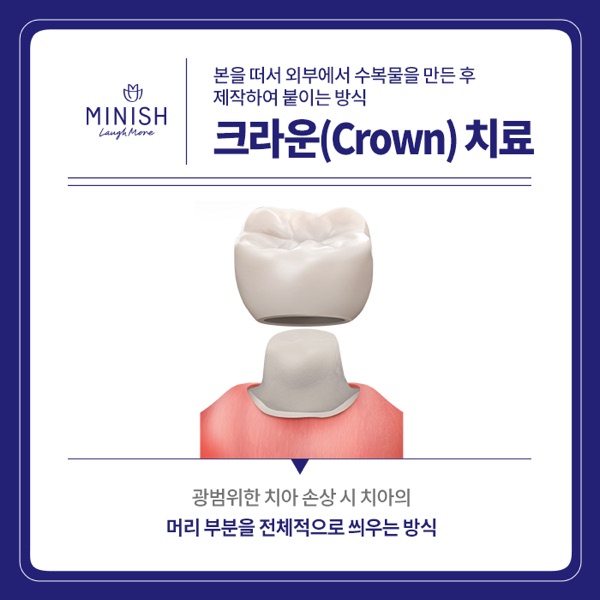 MINISH
Laugh More
본을 떠서 외부에서 수복물을 만든 후
제작하여 붙이는 방식
크라운(Crown) 치료
광범위한 치아 손상 시 치아의
머리 부분을 전체적으로 씌우는 방식